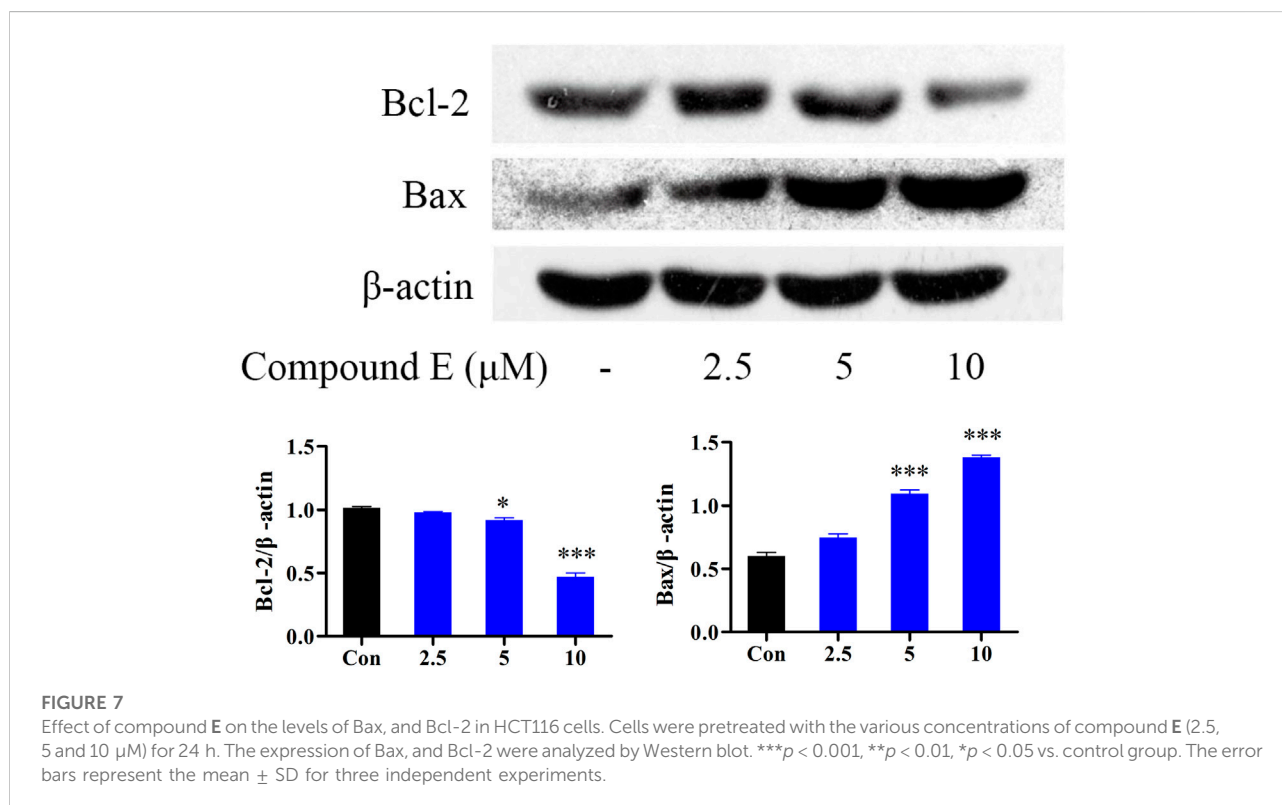 Bcl-2
Bax
β-actin
Compound E (μM) - 2.5 5 10
1.5
1.0
0.5
0.0
Bcl-2/β -actin
*
***
Con 2.5 5 10
1.5
1.0
0.5
0.0
Bax/β -actin
***
***
Con 2.5 5 10
FIGURE 7
Effect of compound E on the levels of Bax, and Bcl-2 in HCT116 cells. Cells were pretreated with the various concentrations of compound E (2.5,
5 and 10 μM) for 24 h. The expression of Bax, and Bcl-2 were analyzed by Western blot. ***p < 0.001, **p < 0.01, *p < 0.05 vs. control group. The error
bars represent the mean ± SD for three independent experiments.